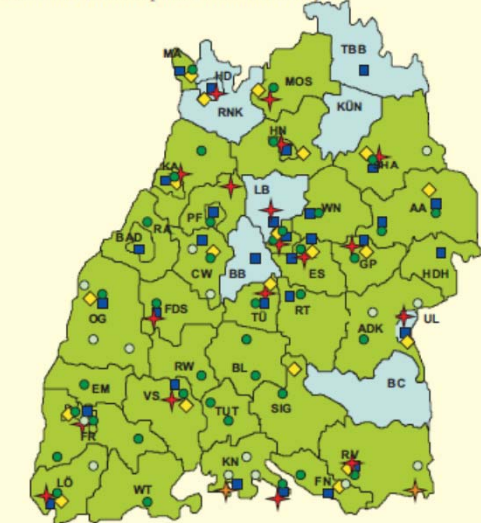 TBB
MA
HD
MOS
RNK
KÜN
HN
HA
KA
LB
PF
WN
AA
RA
BAD
CW
BB
ES
GP
HDH
OG
FDS
TÜ
RT
ADK
UL
RW
BL
BC
EM
VS
TUT
SIG
FR
KN
RV
LÖ
WT
FN